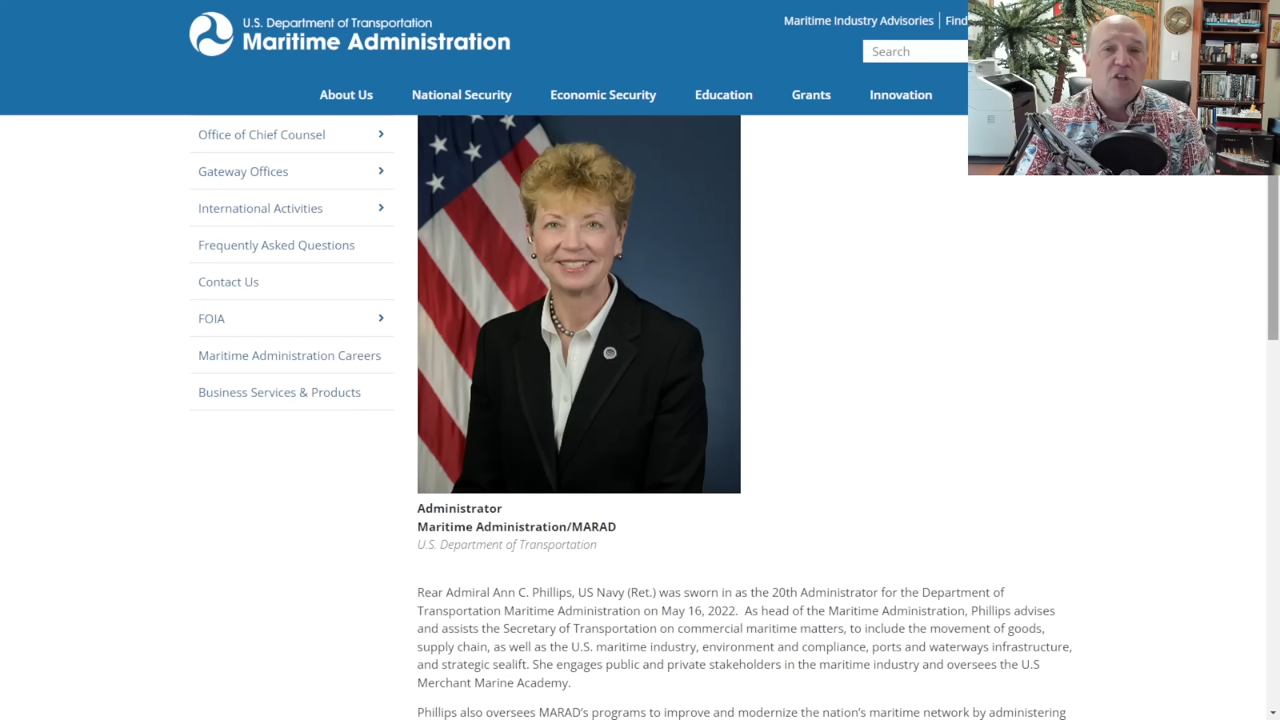 U.S. Department of Transportation
Maritime Administration
Maritime Industry Advisories
Find
Search
About Us
National Security
Economic Security
Education
Grants
Innovation
Office of Chief Counsel
Gateway Offices
International Activities
Frequently Asked Questions
Contact Us
FOIA
Maritime Administration Careers
Business Services & Products
Administrator
Maritime Administration/MARAD
U.S. Department of Transportation
Rear Admiral Ann C. Phillips, US Navy (Ret.) was sworn in as the 20th Administrator for the Department of
Transportation Maritime Administration on May 16, 2022. As head of the Maritime Administration, Phillips advises
and assists the Secretary of Transportation on commercial maritime matters, to include the movement of goods,
supply chain, as well as the U.S. maritime industry, environment and compliance, ports and waterways infrastructure,
and strategic sealift. She engages public and private stakeholders in the maritime industry and oversees the U.S
Merchant Marine Academy.
Phillips also oversees MARAD's programs to improve and modernize the nation's maritime network by administering